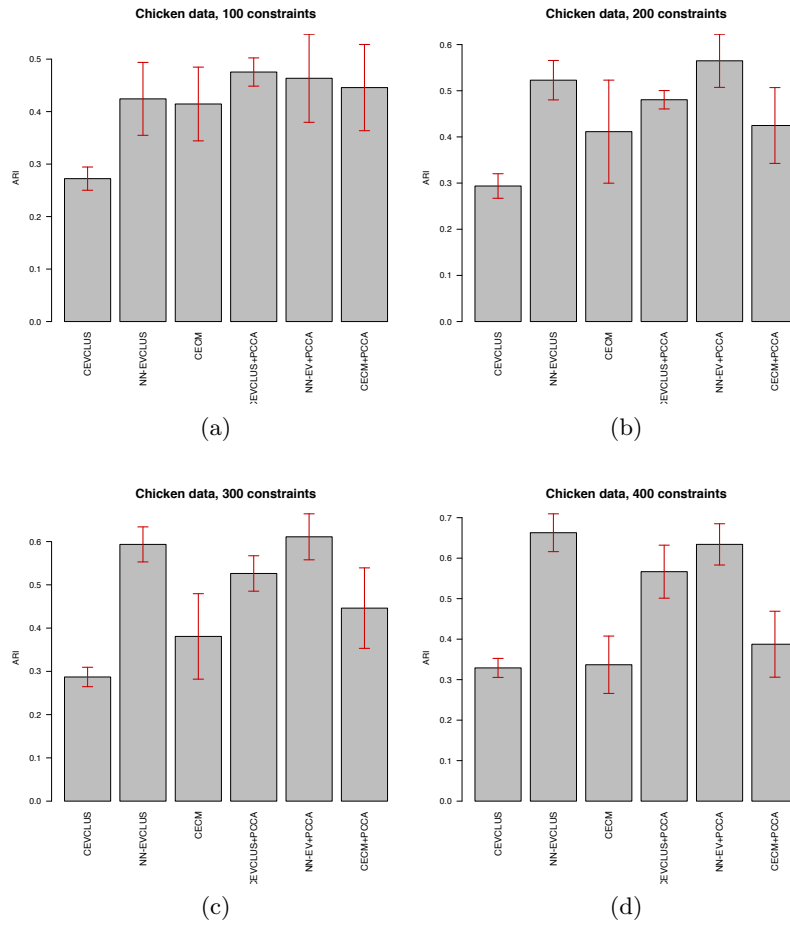 Chicken data, 100 constraints
ARI
0.5
0.4
0.3
0.2
0.1
0.0
CEVCLUS
NN-EVCLUS
CECM
CEVCLUS+PCCA
NN-EV+PCCA
CECM+PCCA
(a)
Chicken data, 200 constraints
ARI
0.6
0.5
0.4
0.3
0.2
0.1
0.0
CEVCLUS
NN-EVCLUS
CECM
CEVCLUS+PCCA
NN-EV+PCCA
CECM+PCCA
(b)
Chicken data, 300 constraints
ARI
0.6
0.5
0.4
0.3
0.2
0.1
0.0
CEVCLUS
NN-EVCLUS
CECM
CEVCLUS+PCCA
NN-EV+PCCA
CECM+PCCA
(c)
Chicken data, 400 constraints
ARI
0.7
0.6
0.5
0.4
0.3
0.2
0.1
0.0
CEVCLUS
NN-EVCLUS
CECM
CEVCLUS+PCCA
NN-EV+PCCA
CECM+PCCA
(d)